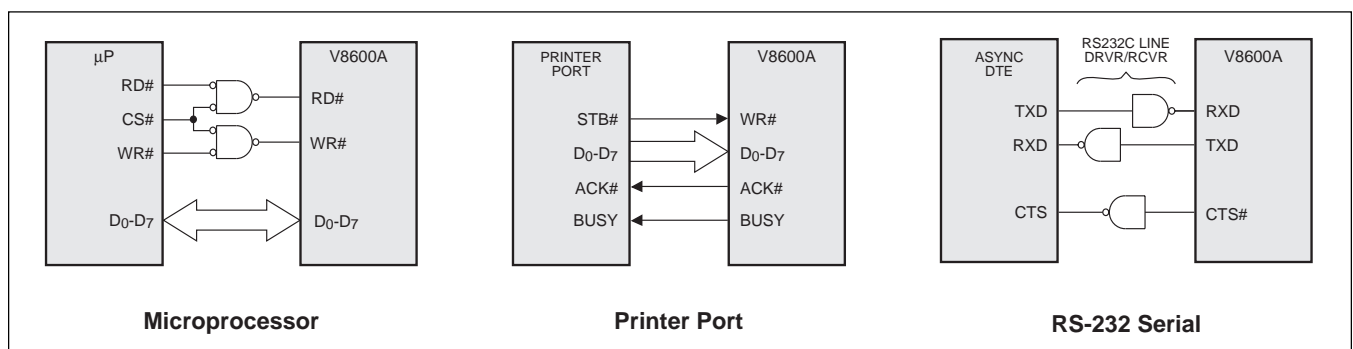 μP
V8600A
RD#
CS#
WR#
D0-D7
RD#
WR#
D0-D7
Microprocessor
PRINTER
PORT
V8600A
STB#
D0-D7
ACK#
BUSY
WR#
D0-D7
ACK#
BUSY
Printer Port
ASYNC
DTE
RS232C LINE
DRVR/RCVR
V8600A
TXD
RXD
CTS
RXD
TXD
CTS#
RS-232 Serial